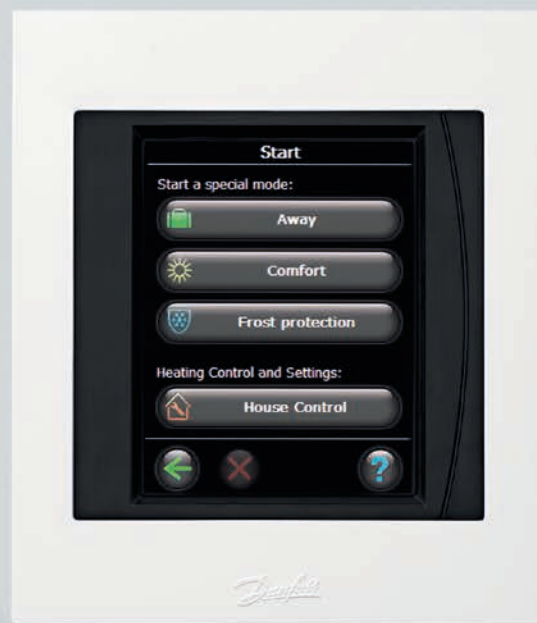 Start
Start a special mode:
Away
Comfort
Frost protection
Heating Control and Settings:
House Control
?
Danfoss